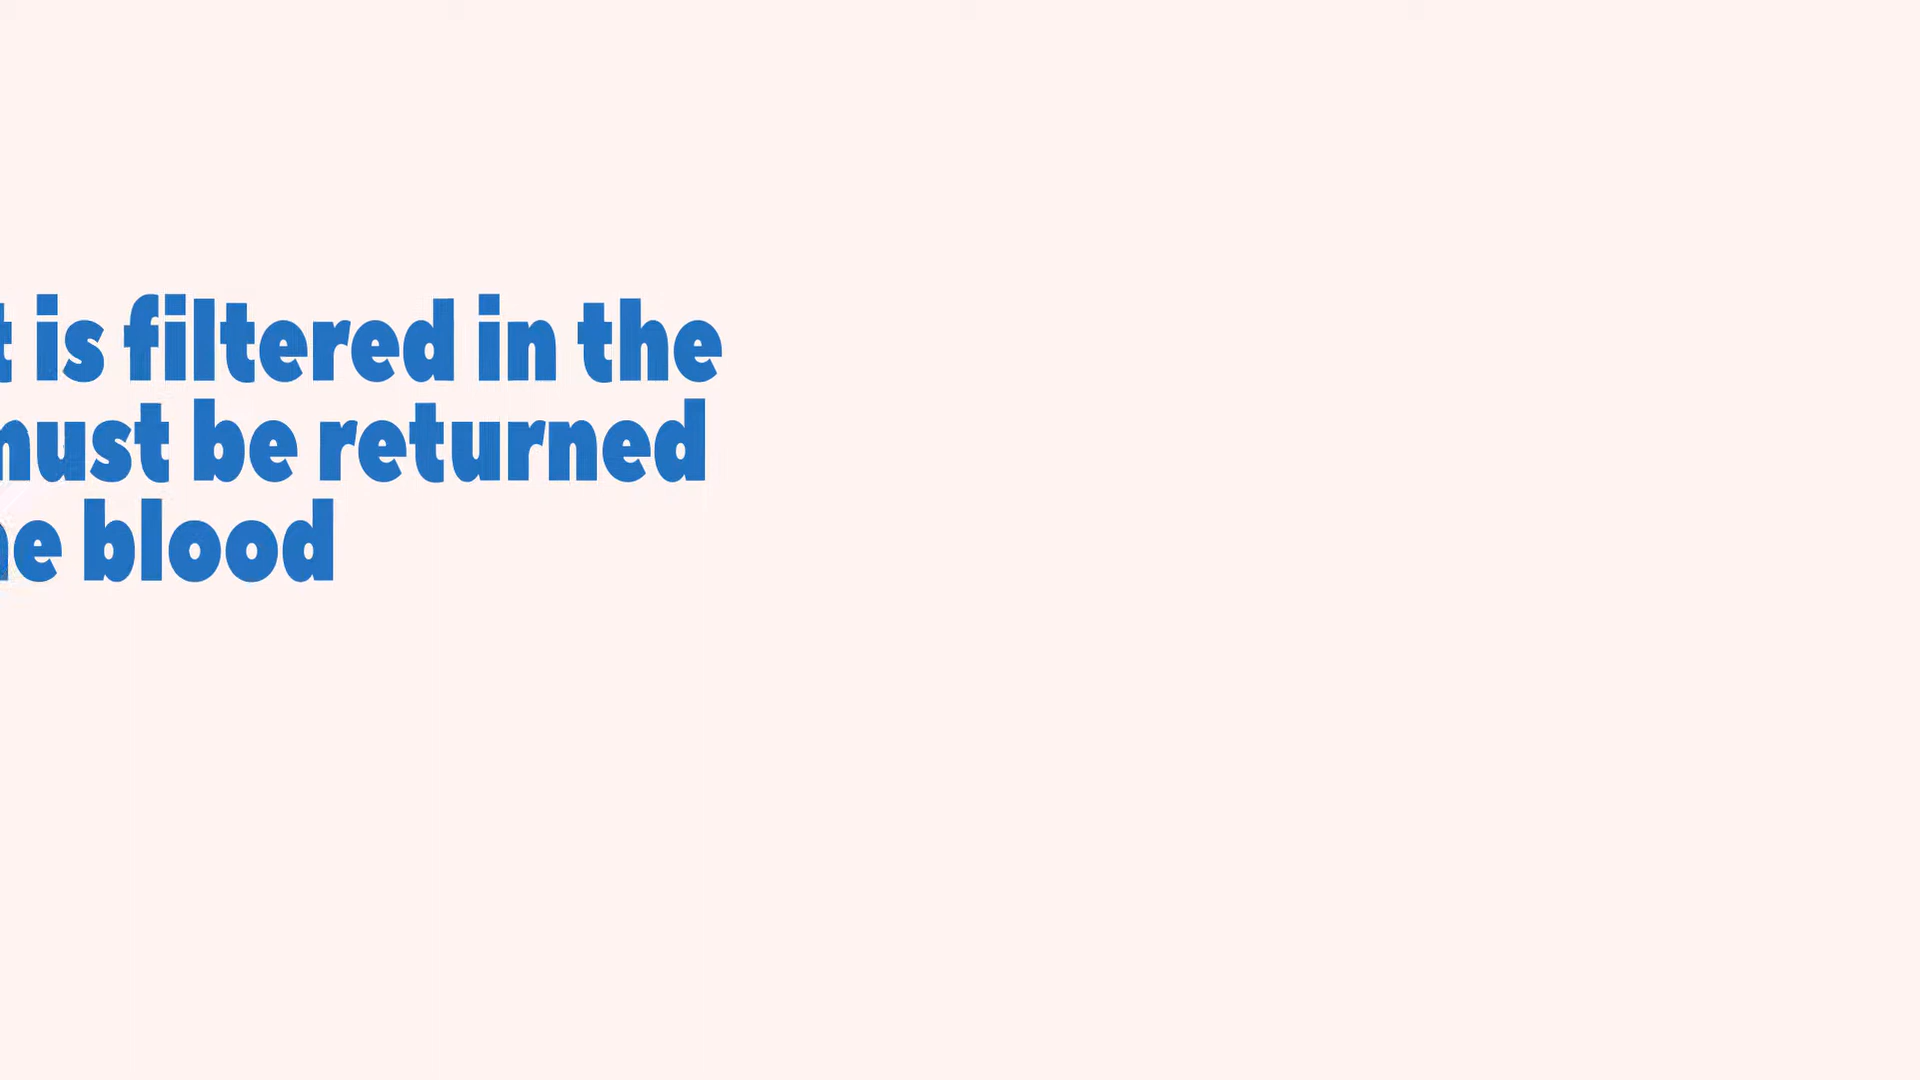 is filtered in the
must be returned
blood